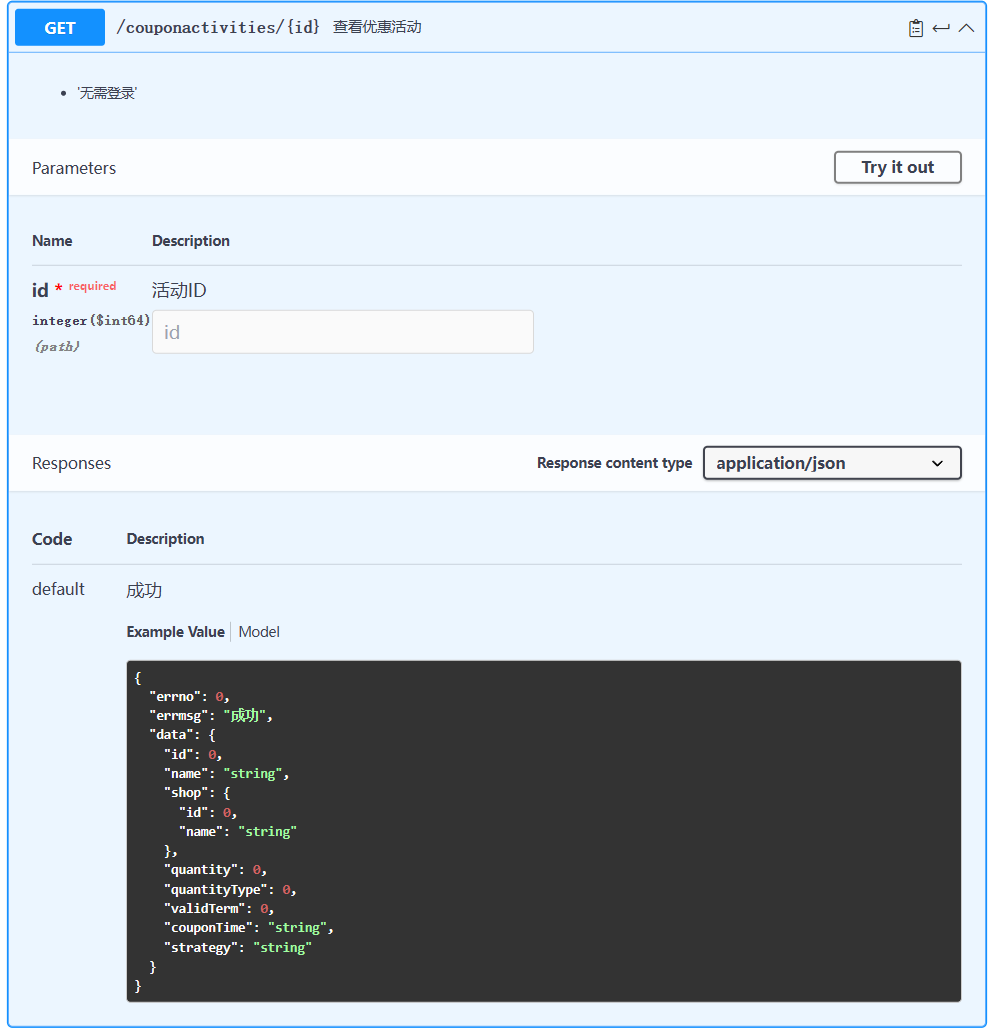 GET /couponactivities/{id} 查看优惠活动
'无需登录'
Parameters Try it out
Name Description
id * required 活动ID
integer($int64) id
(path)
Responses Response content type application/json
Code Description
default 成功
Example Value Model
{
  "errno": 0,
  "errmsg": "成功",
  "data": {
    "id": 0,
    "name": "string",
    "shop": {
      "id": 0,
      "name": "string"
    },
    "quantity": 0,
    "quantityType": 0,
    "validTerm": 0,
    "couponTime": "string",
    "strategy": "string"
  }
}